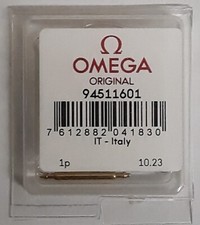 Ω
OMEGA
ORIGINAL
94511601
7 612882 041830
IT - Italy
1p 10.23